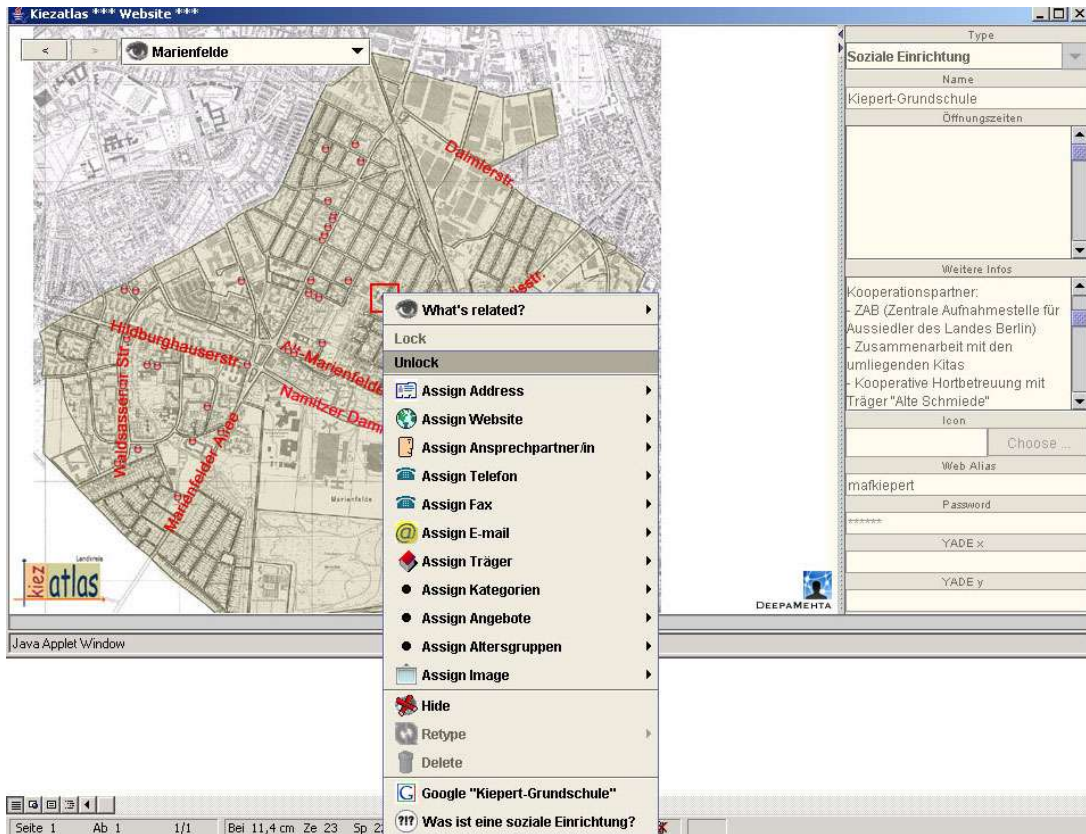 Kiezatlas *** Website ***
<
>
Marienfelde
Daimlerstr.
Hildburghauserstr.
Alt-Marienfelde
Waldsassener Str.
Marienfelder Allee
Marienfelde
Landkreis
kiez atlas
DEEPAMEHTA
Java Applet Window
What's related?
Lock
Unlock
Assign Address
Assign Website
Assign Ansprechpartner/in
Assign Telefon
Assign Fax
Assign E-mail
Assign Träger
Assign Kategorien
Assign Angebote
Assign Altersgruppen
Assign Image
Hide
Retype
Delete
Google "Kiepert-Grundschule"
Was ist eine soziale Einrichtung?
Type
Soziale Einrichtung
Name
Kiepert-Grundschule
Öffnungszeiten
Weitere Infos
Kooperationspartner:
- ZAB (Zentrale Aufnahmestelle für
Aussiedler des Landes Berlin)
- Zusammenarbeit mit den
umliegenden Kitas
- Kooperative Hortbetreuung mit
Träger "Alte Schmiede"
Icon
Choose ...
Web Alias
mafkiepert
Password
******
YADE x
YADE y
Seite 1 Ab 1 1/1 Bei 11,4 cm Ze 23 Sp